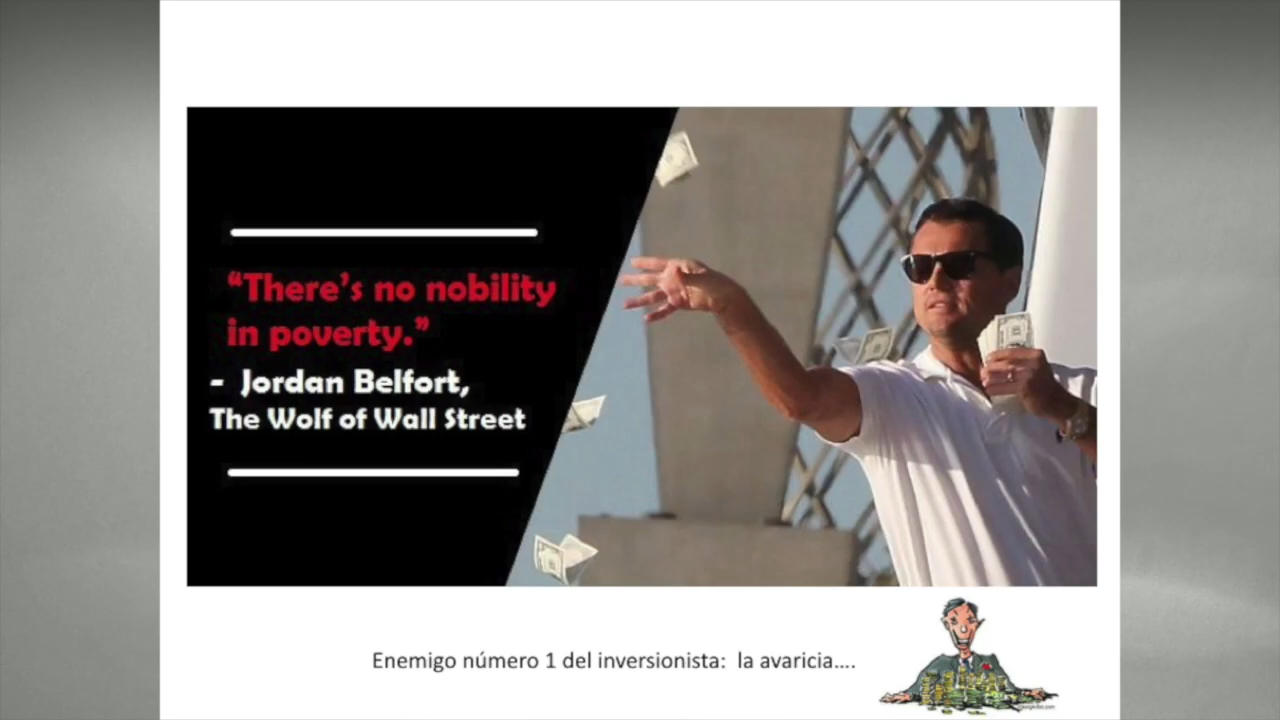 “There’s no nobility
in poverty.”
- Jordan Belfort,
The Wolf of Wall Street
Enemigo número 1 del inversionista:  la avaricia....